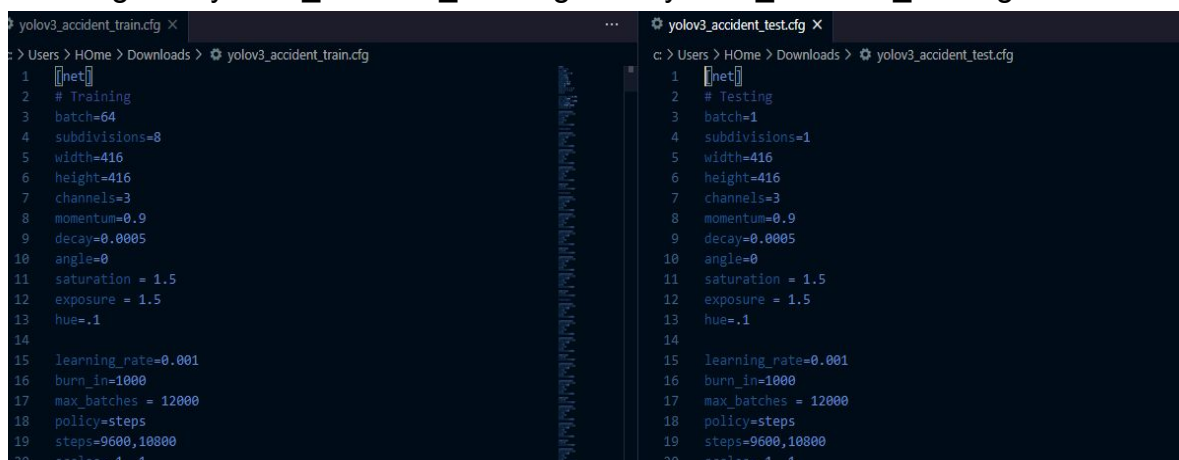 yolov3_accident_train.cfg ×
...
c: > Users > HOme > Downloads > yolov3_accident_train.cfg
1 [net]
2 # Training
3 batch=64
4 subdivisions=8
5 width=416
6 height=416
7 channels=3
8 momentum=0.9
9 decay=0.0005
10 angle=0
11 saturation = 1.5
12 exposure = 1.5
13 hue=.1
14
15 learning_rate=0.001
16 burn_in=1000
17 max_batches = 12000
18 policy=steps
19 steps=9600,10800
yolov3_accident_test.cfg ×
c: > Users > HOme > Downloads > yolov3_accident_test.cfg
1 [net]
2 # Testing
3 batch=1
4 subdivisions=1
5 width=416
6 height=416
7 channels=3
8 momentum=0.9
9 decay=0.0005
10 angle=0
11 saturation = 1.5
12 exposure = 1.5
13 hue=.1
14
15 learning_rate=0.001
16 burn_in=1000
17 max_batches = 12000
18 policy=steps
19 steps=9600,10800